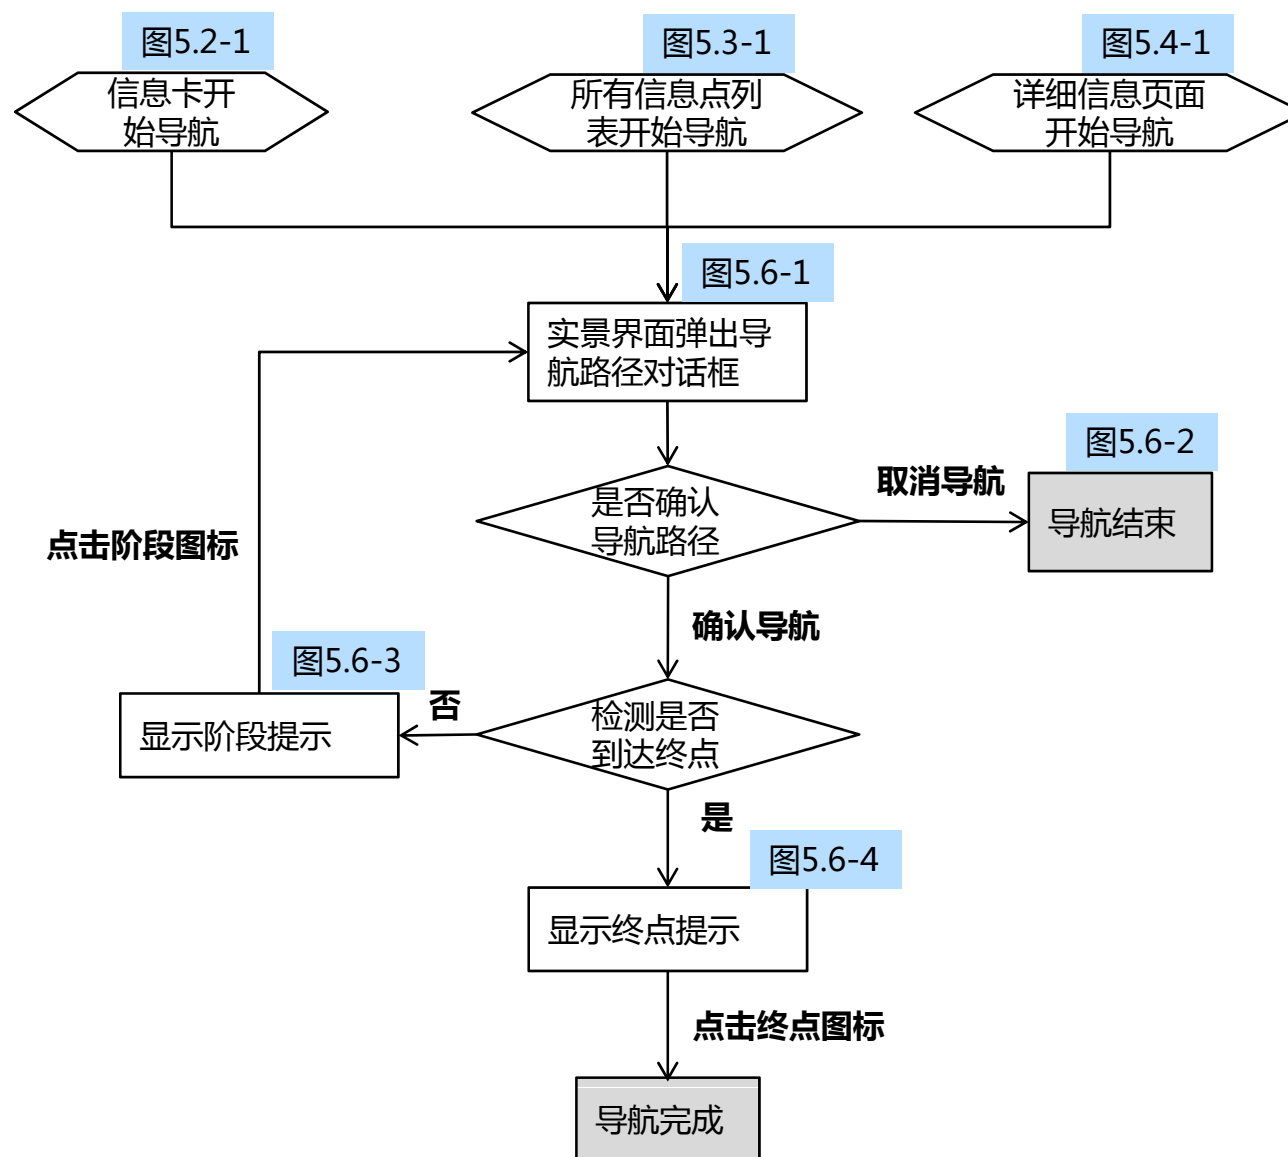 图5.2-1
图5.3-1
图5.4-1
信息卡开
始导航
所有信息点列
表开始导航
详细信息页面
开始导航
图5.6-1
实景界面弹出导
航路径对话框
图5.6-2
取消导航
是否确认
导航路径
导航结束
点击阶段图标
确认导航
图5.6-3
否
显示阶段提示
检测是否
到达终点
是
图5.6-4
显示终点提示
点击终点图标
导航完成